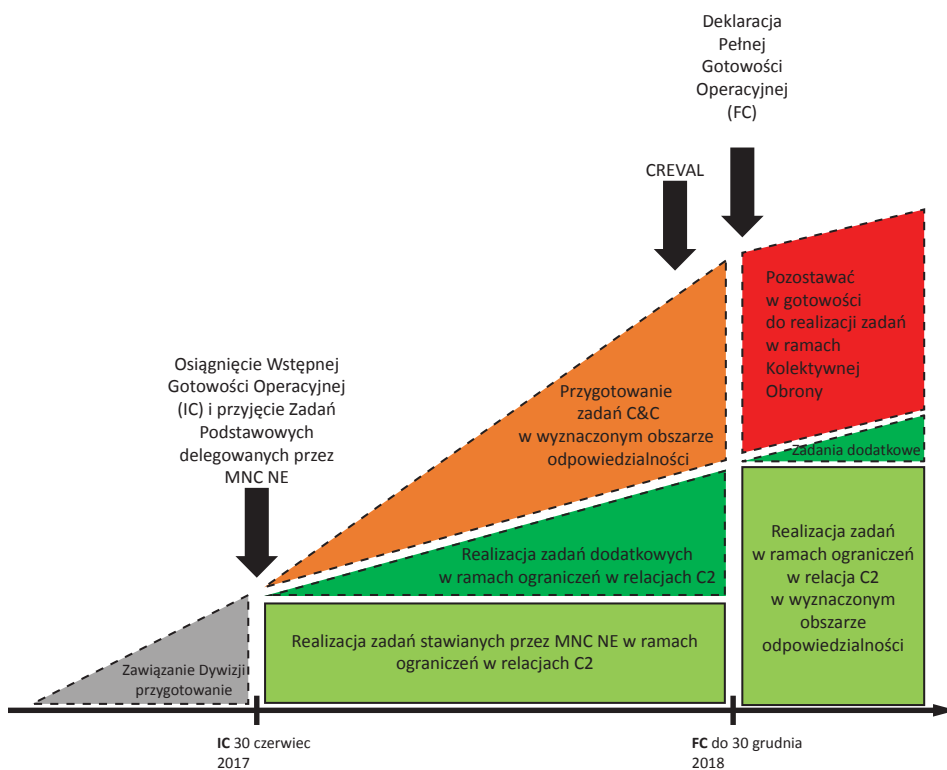 Deklaracja
Pełnej
Gotowości
Operacyjnej
(FC)
CREVAL
Osiągnięcie Wstępnej
Gotowości Operacyjnej
(IC) i przyjęcie Zadań
Podstawowych
delegowanych przez
MNC NE
Pozostawać
w gotowości
do realizacji zadań
w ramach
Kolektywnej
Obrony
Przygotowanie
zadań C&C
w wyznaczonym obszarze
odpowiedzialności
Zadania dodatkowe
Realizacja zadań dodatkowych
w ramach ograniczeń w relacjach C2
Realizacja zadań
w ramach ograniczeń
w relacja C2
w wyznaczonym
obszarze
odpowiedzialności
Realizacja zadań stawianych przez MNC NE w ramach
ograniczeń w relacjach C2
Zawiązanie Dywizji
przygotowanie
IC 30 czerwiec
2017
FC do 30 grudnia
2018